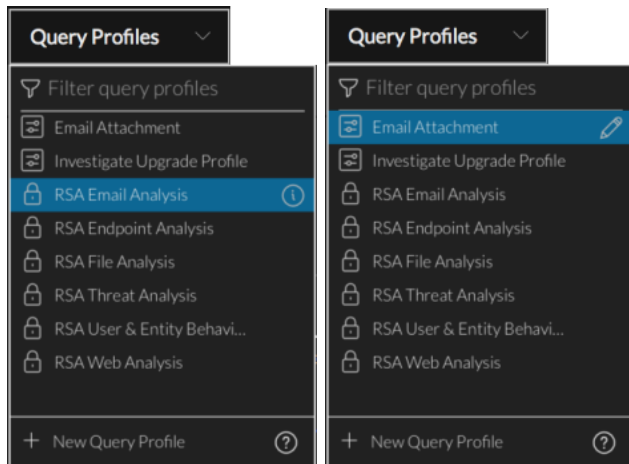 Query Profiles
Filter query profiles
Email Attachment
Investigate Upgrade Profile
RSA Email Analysis
RSA Endpoint Analysis
RSA File Analysis
RSA Threat Analysis
RSA User & Entity Behavi...
RSA Web Analysis
+ New Query Profile
Query Profiles
Filter query profiles
Email Attachment
Investigate Upgrade Profile
RSA Email Analysis
RSA Endpoint Analysis
RSA File Analysis
RSA Threat Analysis
RSA User & Entity Behavi...
RSA Web Analysis
+ New Query Profile